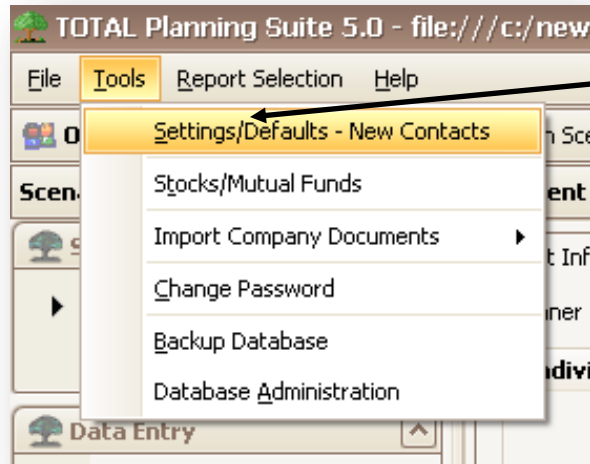 TOTAL Planning Suite 5.0 - file:///c:/new
File Tools Report Selection Help
Settings/Defaults - New Contacts
Stocks/Mutual Funds
Import Company Documents
Change Password
Backup Database
Database Administration
Data Entry